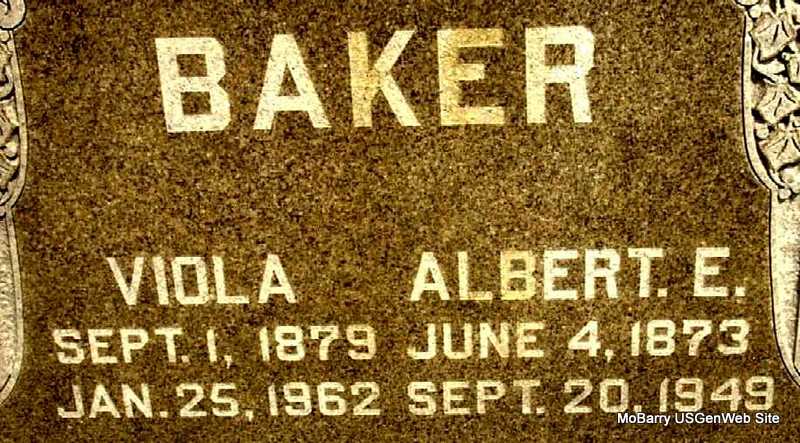 BAKER
VIOLA
SEPT. 1, 1879
JAN. 25, 1962
ALBERT. E.
JUNE 4, 1873
SEPT. 20, 1949
MoBarry USGenWeb Site